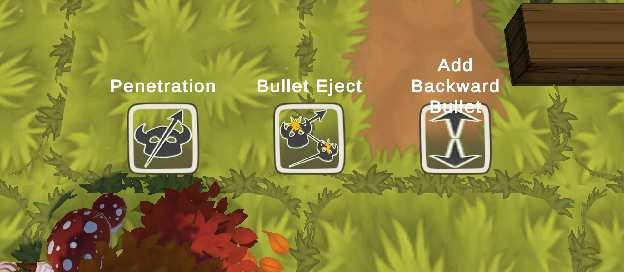 Penetration
Bullet Eject
Add
Backward
Bullet